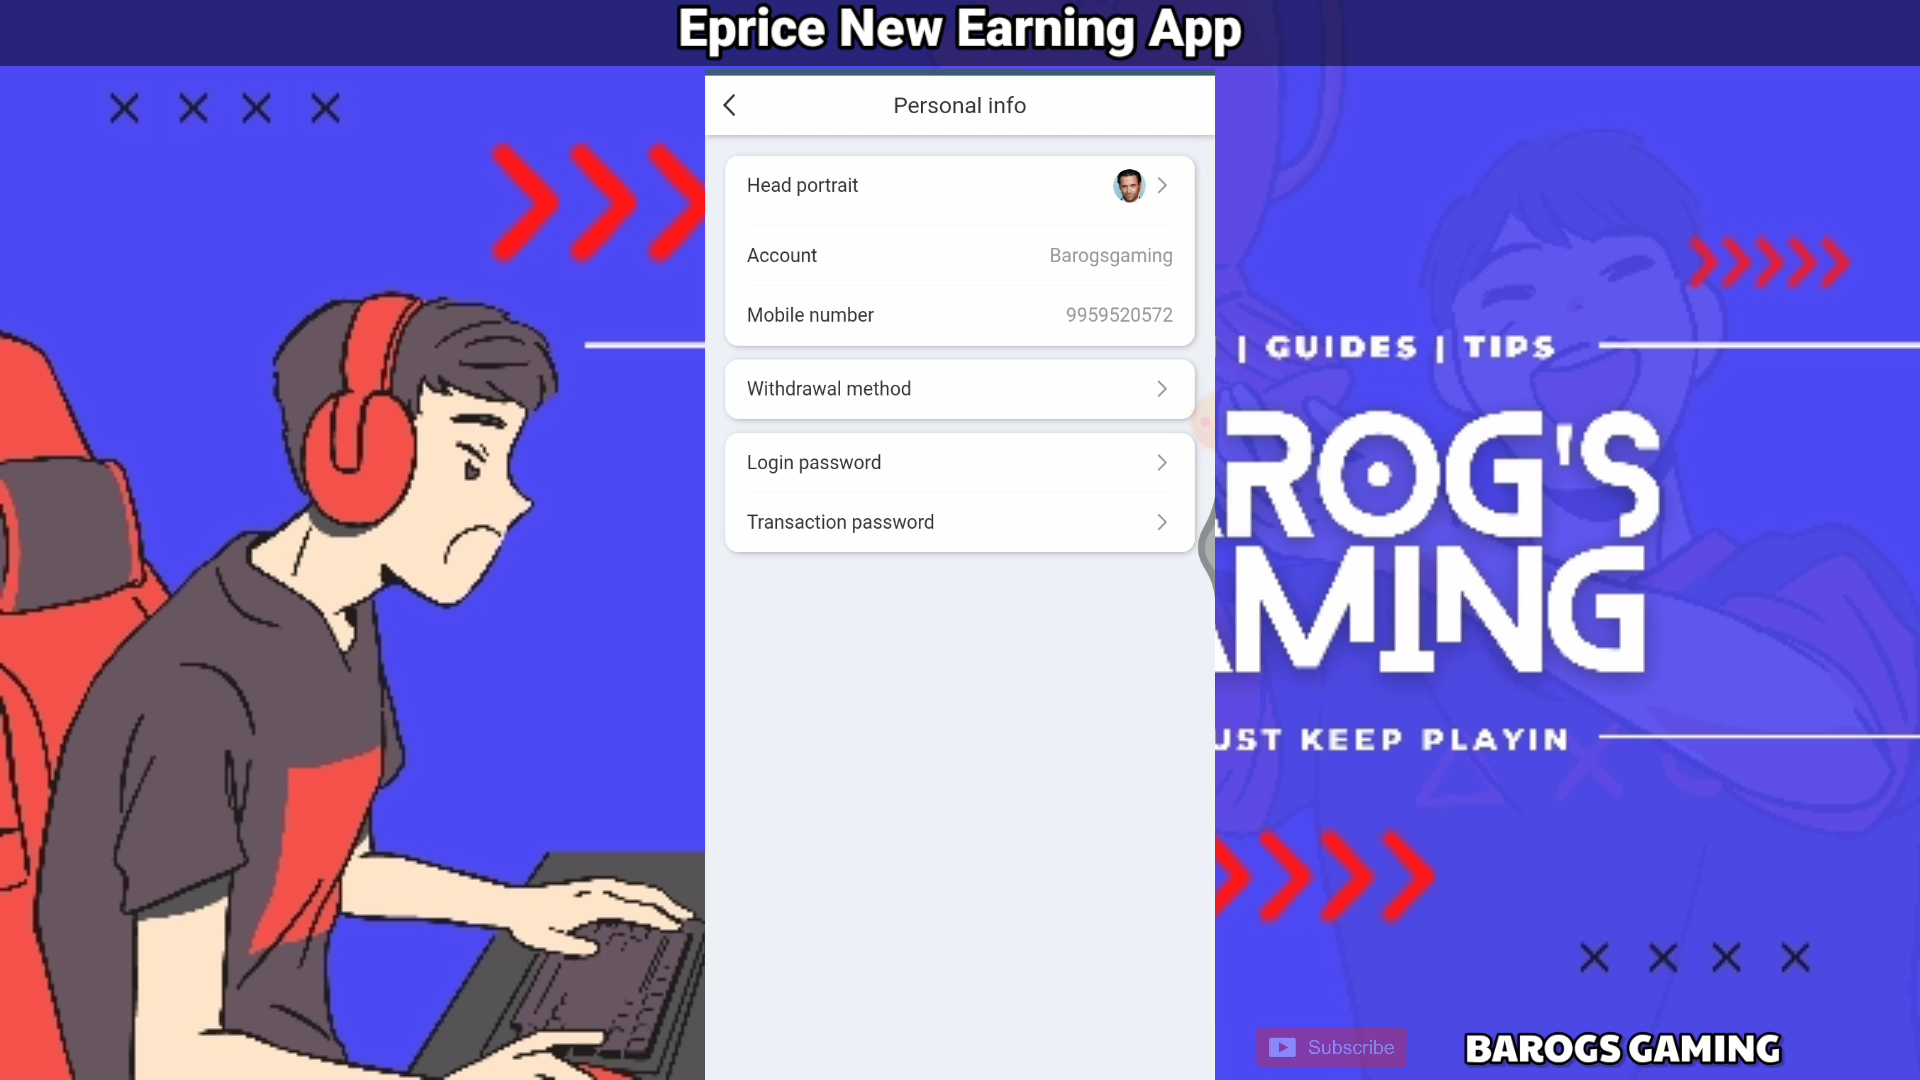 Eprice New Earning App
Personal info
Head portrait
Account Barogsgaming
Mobile number 9959520572
Withdrawal method
Login password
Transaction password
| GUIDES | TIPS
ROG'S
AMING
UST KEEP PLAYIN
Subscribe
BAROGS GAMING